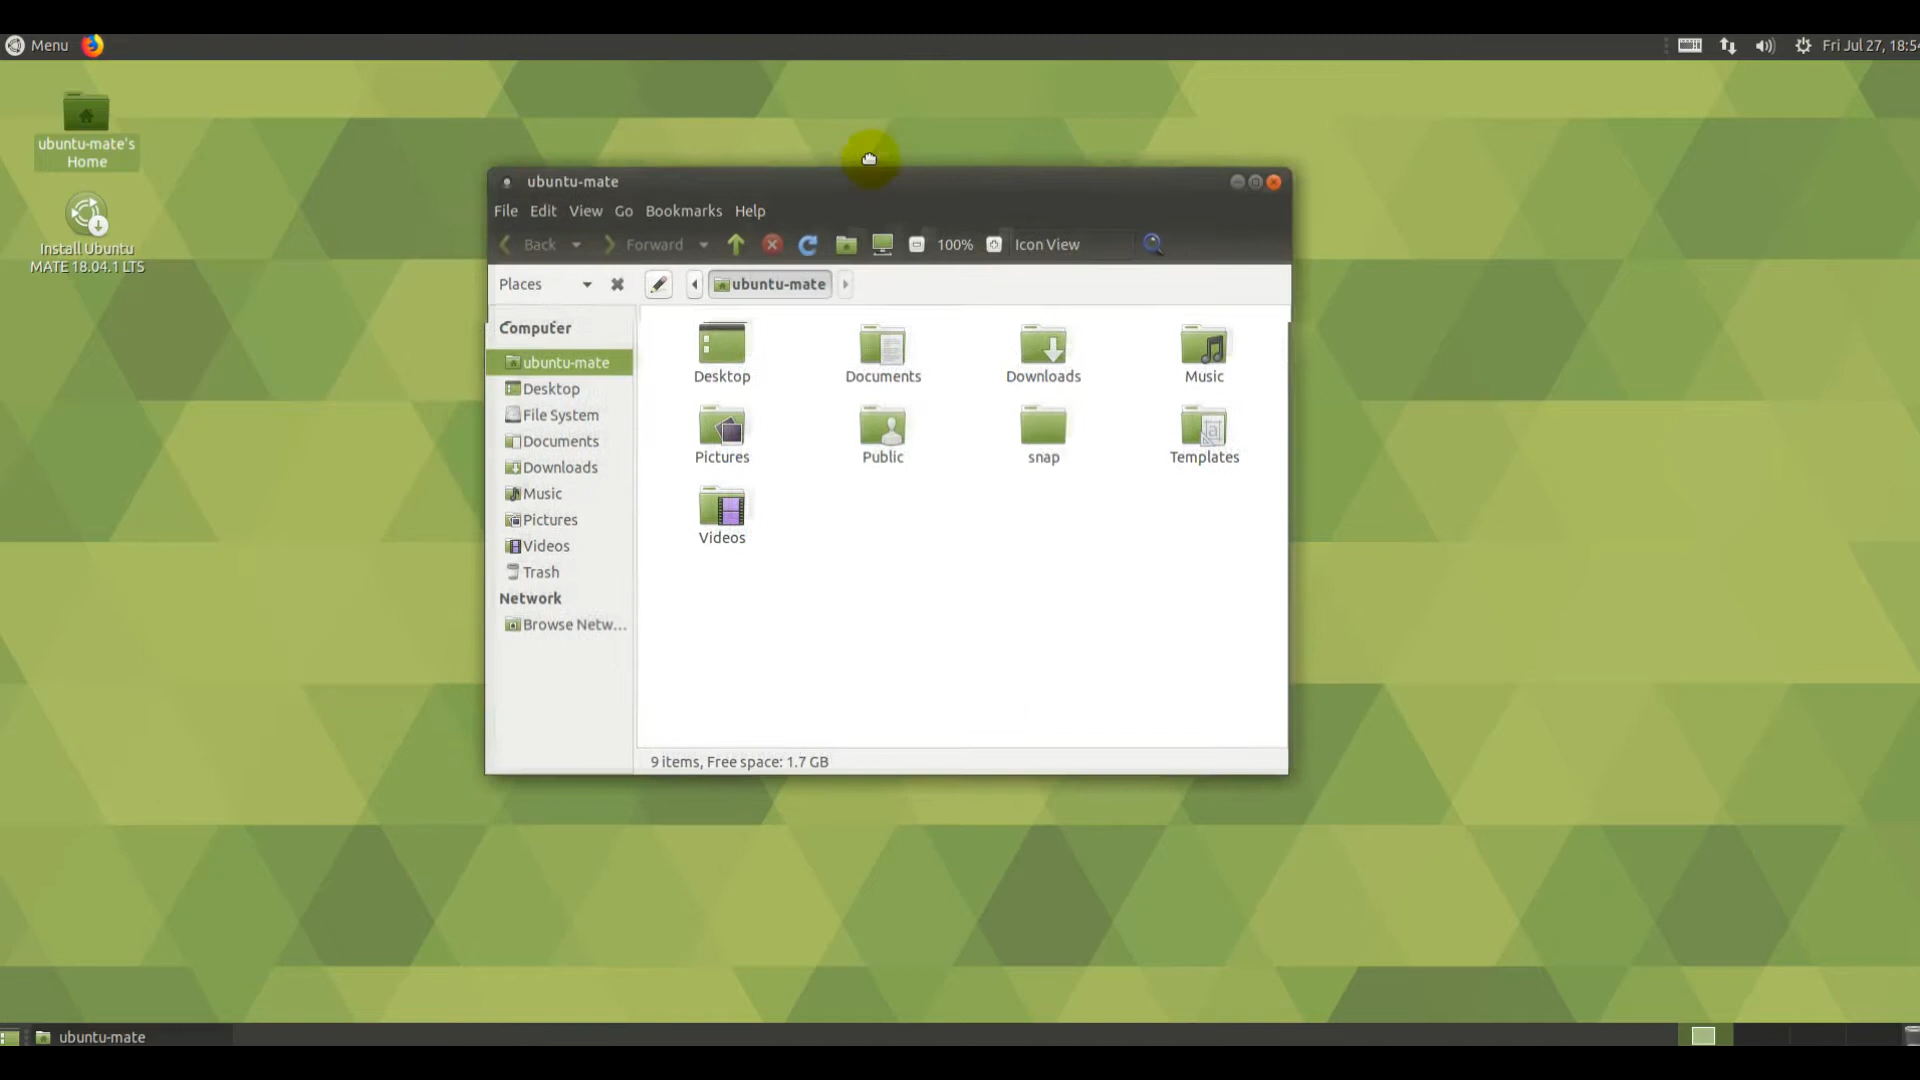 Menu
Fri Jul 27, 18:5
ubuntu-mate's
Home
Install Ubuntu
MATE 18.04.1 LTS
ubuntu-mate
File Edit View Go Bookmarks Help
Back Forward 100% Icon View
Places ubuntu-mate
Computer
ubuntu-mate
Desktop
File System
Documents
Downloads
Music
Pictures
Videos
Trash
Network
Browse Netw...
Desktop Documents Downloads Music
Pictures Public snap Templates
Videos
9 items, Free space: 1.7 GB
ubuntu-mate